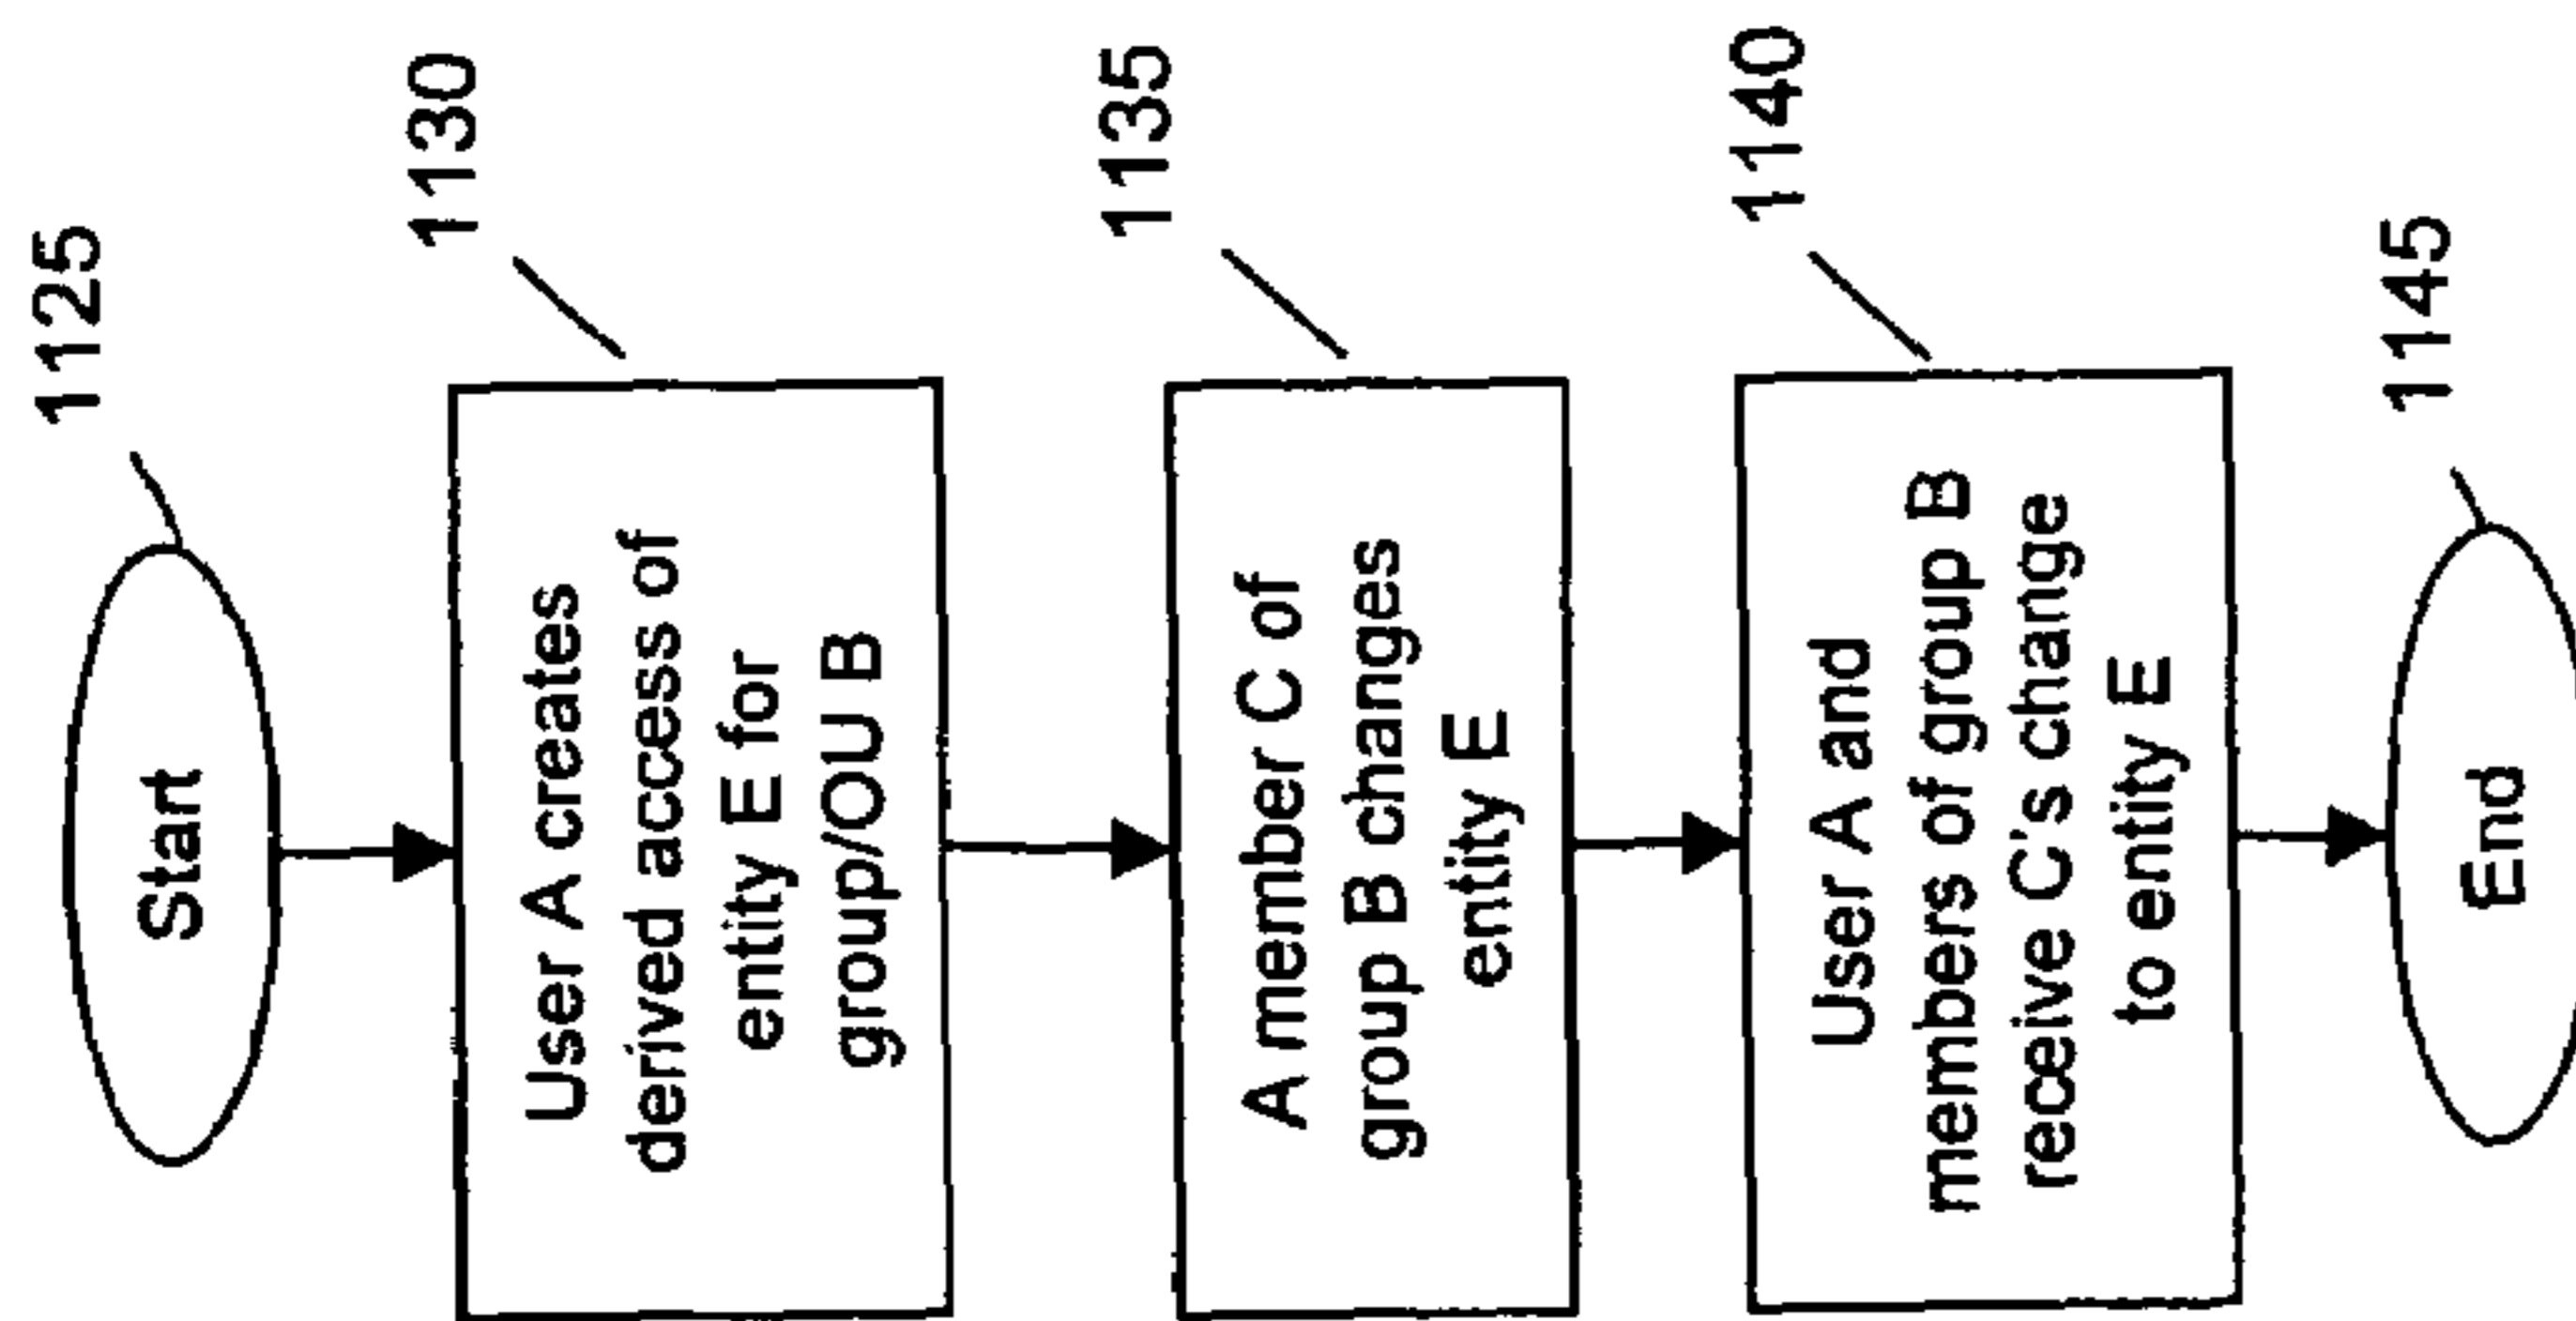 1125
Start
1130
User A creates
derived access of
entity E for
group/OU B
1135
A member C of
group B changes
entity E
1140
User A and
members of group B
receive C's change
to entity E
1145
End